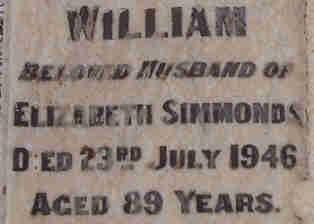 WILLIAM
BELOVED HUSBAND OF
ELIZABETH SIMMONDS
DIED 23RD JULY 1946
AGED 89 YEARS.